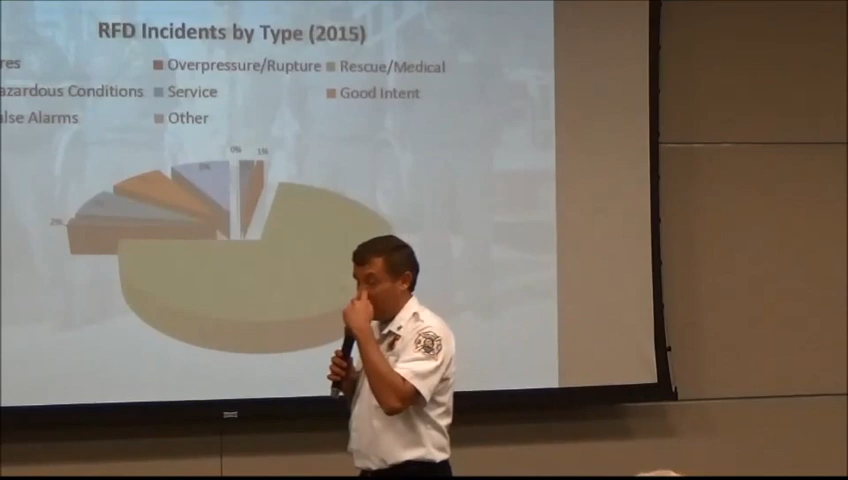 RFD Incidents by Type (2015)
res Overpressure/Rupture Rescue/Medical
azardous Conditions Service Good Intent
alse Alarms Other
0%
1%
2%